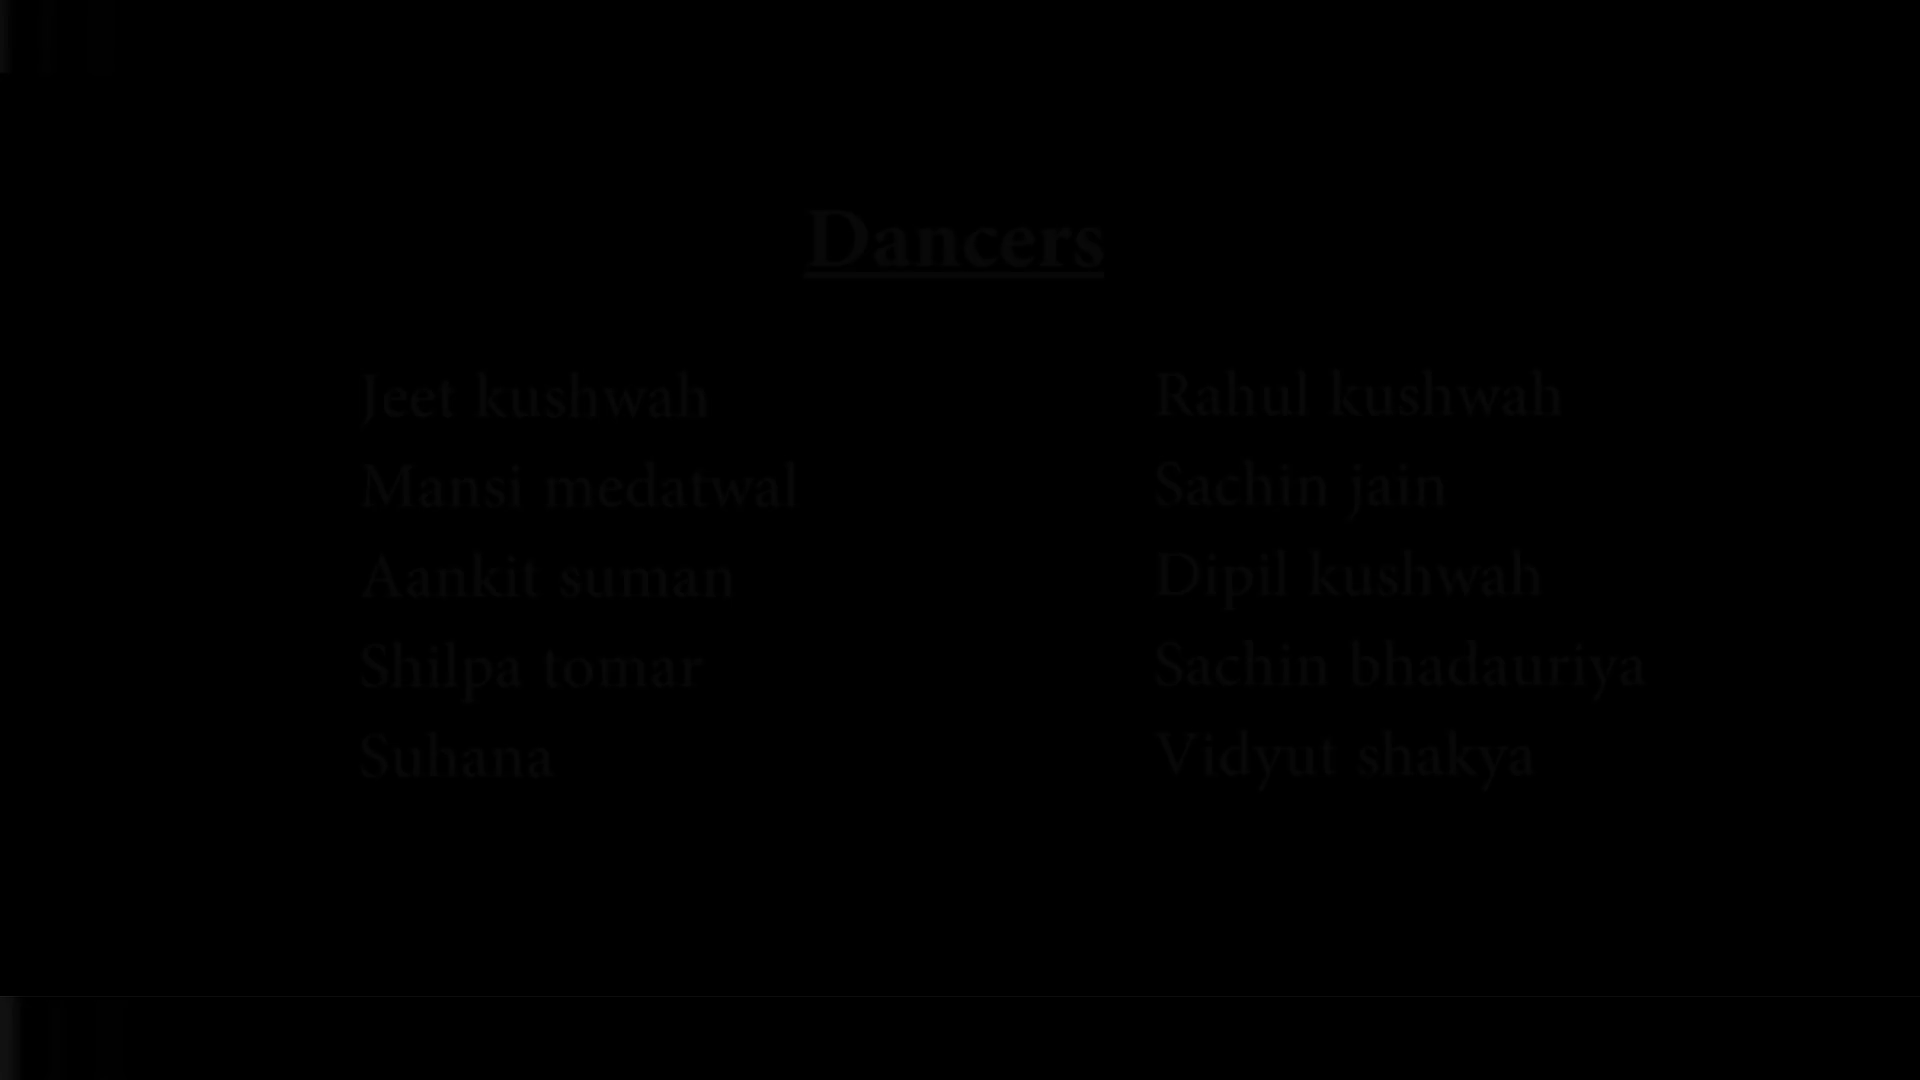 Dancers
Jeet kushwah
Mansi medatwal
Aankit suman
Shilpa tomar
Suhana
Rahul kushwah
Sachin jain
Dipil kushwah
Sachin bhadauriya
Vidyut shakya